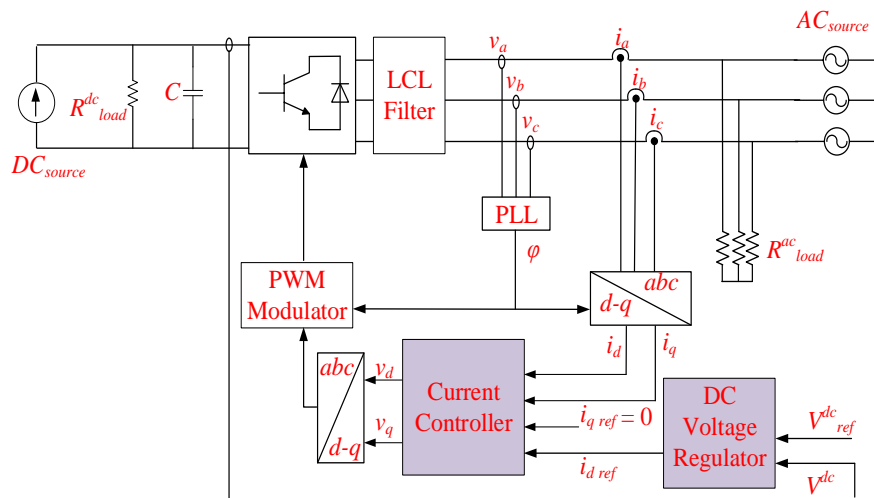 AC_source
v_a
i_a
LCL
Filter
v_b
i_b
R^dc_load
C
v_c
i_c
DC_source
PLL
R^ac_load
φ
PWM
Modulator
abc
d-q
i_d
i_q
abc
d-q
v_d
v_q
Current
Controller
i_q ref = 0
i_d ref
DC
Voltage
Regulator
V^dc_ref
V^dc